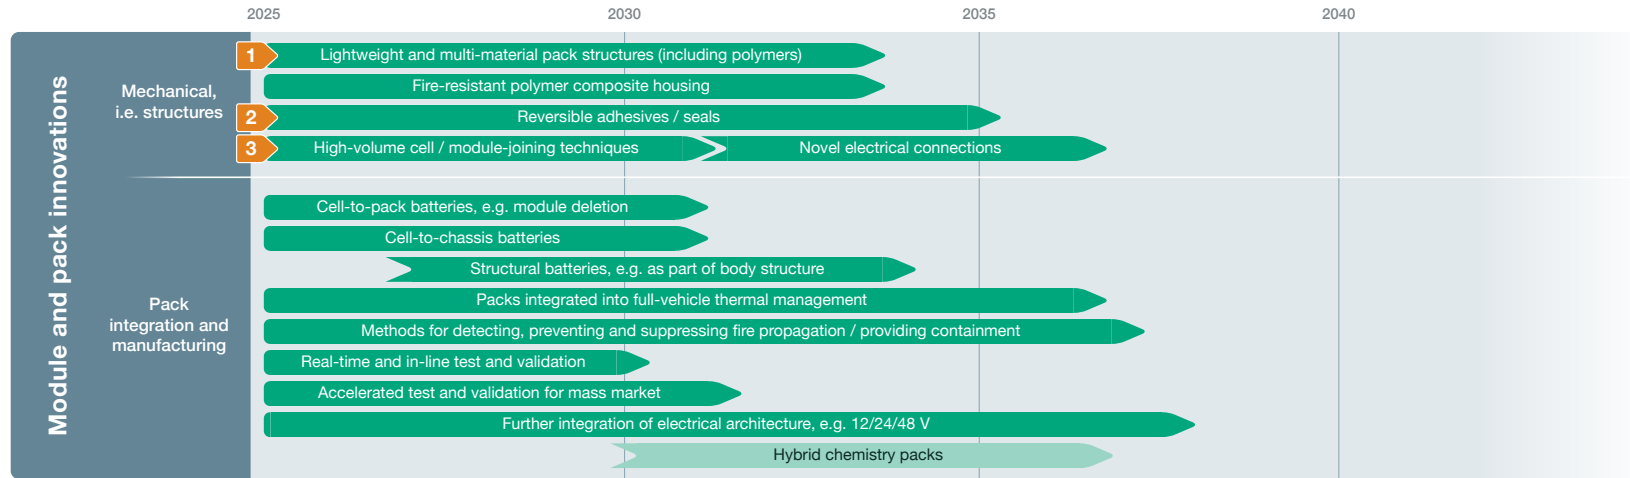 2025 2030 2035 2040
Module and pack innovations
Mechanical,
i.e. structures
1 Lightweight and multi-material pack structures (including polymers)
Fire-resistant polymer composite housing
2 Reversible adhesives / seals
3 High-volume cell / module-joining techniques Novel electrical connections
Pack
integration and
manufacturing
Cell-to-pack batteries, e.g. module deletion
Cell-to-chassis batteries
Structural batteries, e.g. as part of body structure
Packs integrated into full-vehicle thermal management
Methods for detecting, preventing and suppressing fire propagation / providing containment
Real-time and in-line test and validation
Accelerated test and validation for mass market
Further integration of electrical architecture, e.g. 12/24/48 V
Hybrid chemistry packs